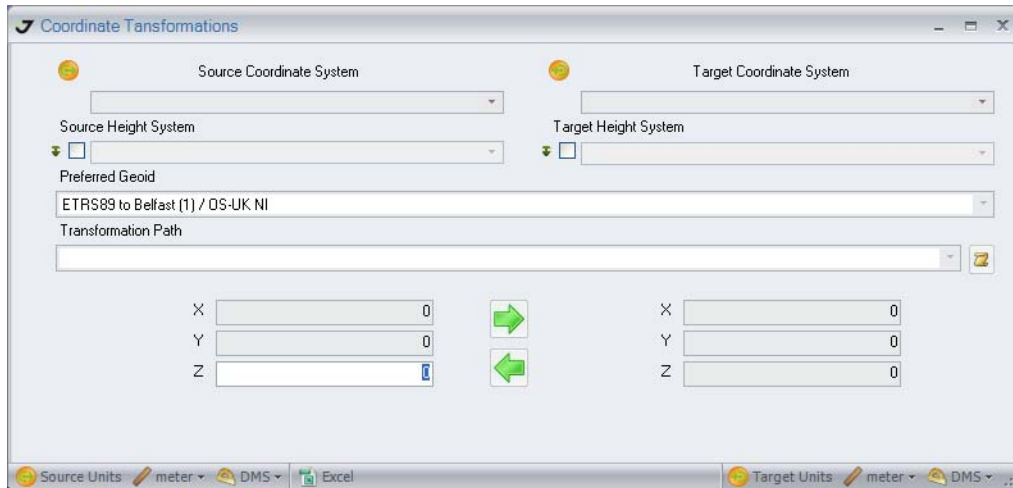 Coordinate Tansformations
Source Coordinate System
Target Coordinate System
Source Height System
Target Height System
Preferred Geoid
ETRS89 to Belfast (1) / OS-UK NI
Transformation Path
X 0
X 0
Y 0
Y 0
Z 0
Z 0
Source Units meter DMS Excel
Target Units meter DMS